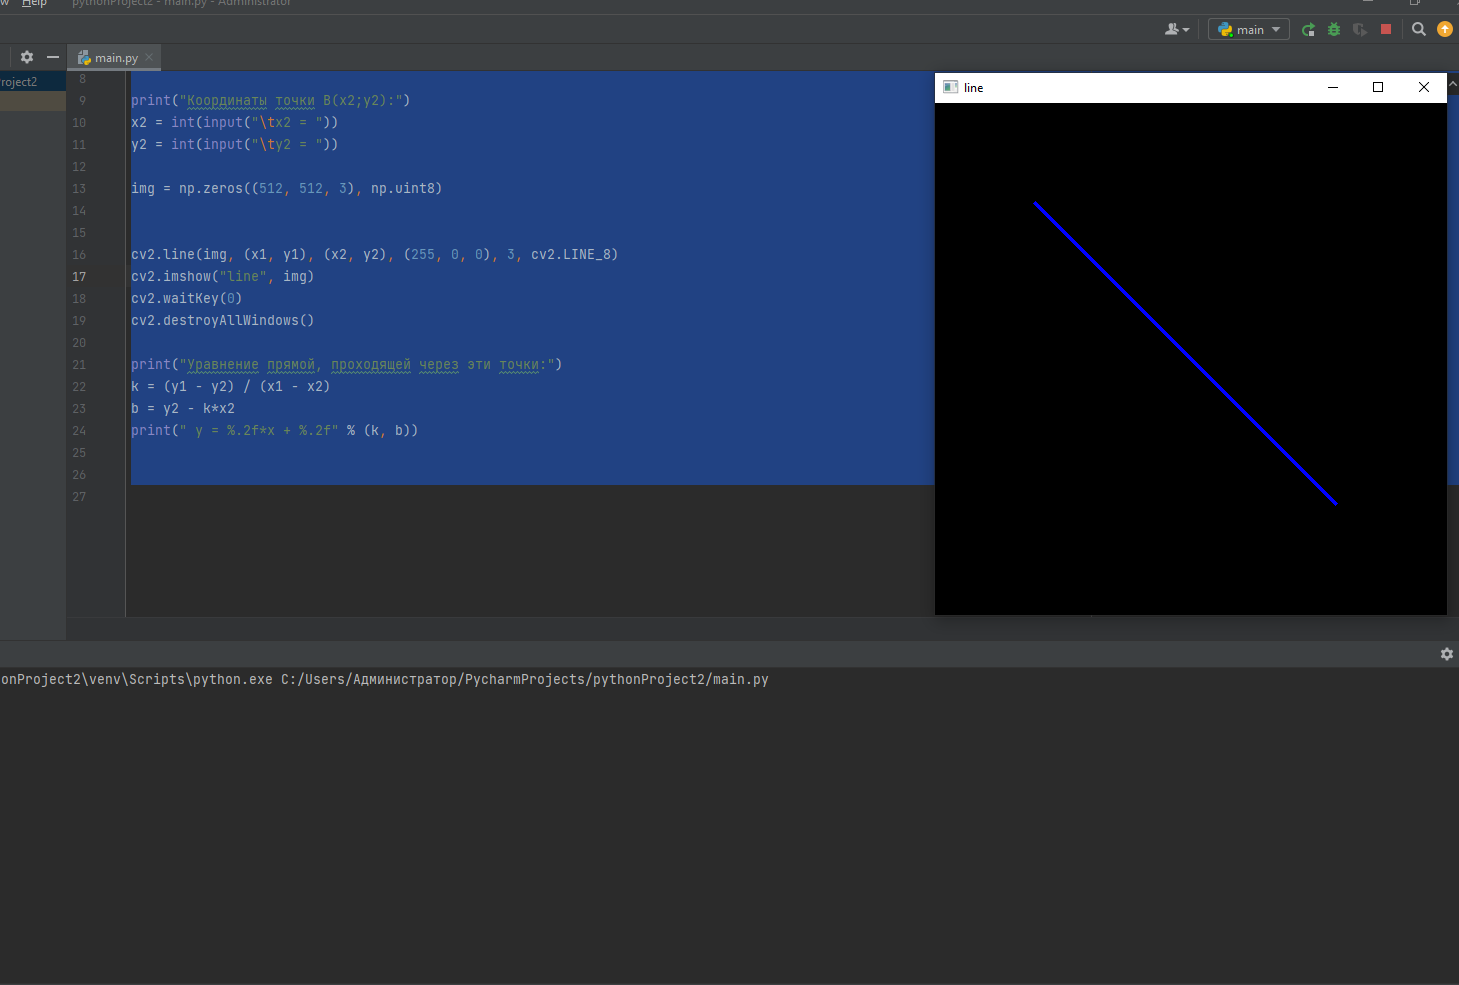 w Help pythonProject2 - main.py - Administrator
main
main.py
roject2
line
8
9 print("Координаты точки B(x2;y2):")
10 x2 = int(input("\tx2 = "))
11 y2 = int(input("\ty2 = "))
12
13 img = np.zeros((512, 512, 3), np.uint8)
14
15
16 cv2.line(img, (x1, y1), (x2, y2), (255, 0, 0), 3, cv2.LINE_8)
17 cv2.imshow("line", img)
18 cv2.waitKey(0)
19 cv2.destroyAllWindows()
20
21 print("Уравнение прямой, проходящей через эти точки:")
22 k = (y1 - y2) / (x1 - x2)
23 b = y2 - k*x2
24 print(" y = %.2f*x + %.2f" % (k, b))
25
26
27
onProject2\venv\Scripts\python.exe C:/Users/Администратор/PycharmProjects/pythonProject2/main.py